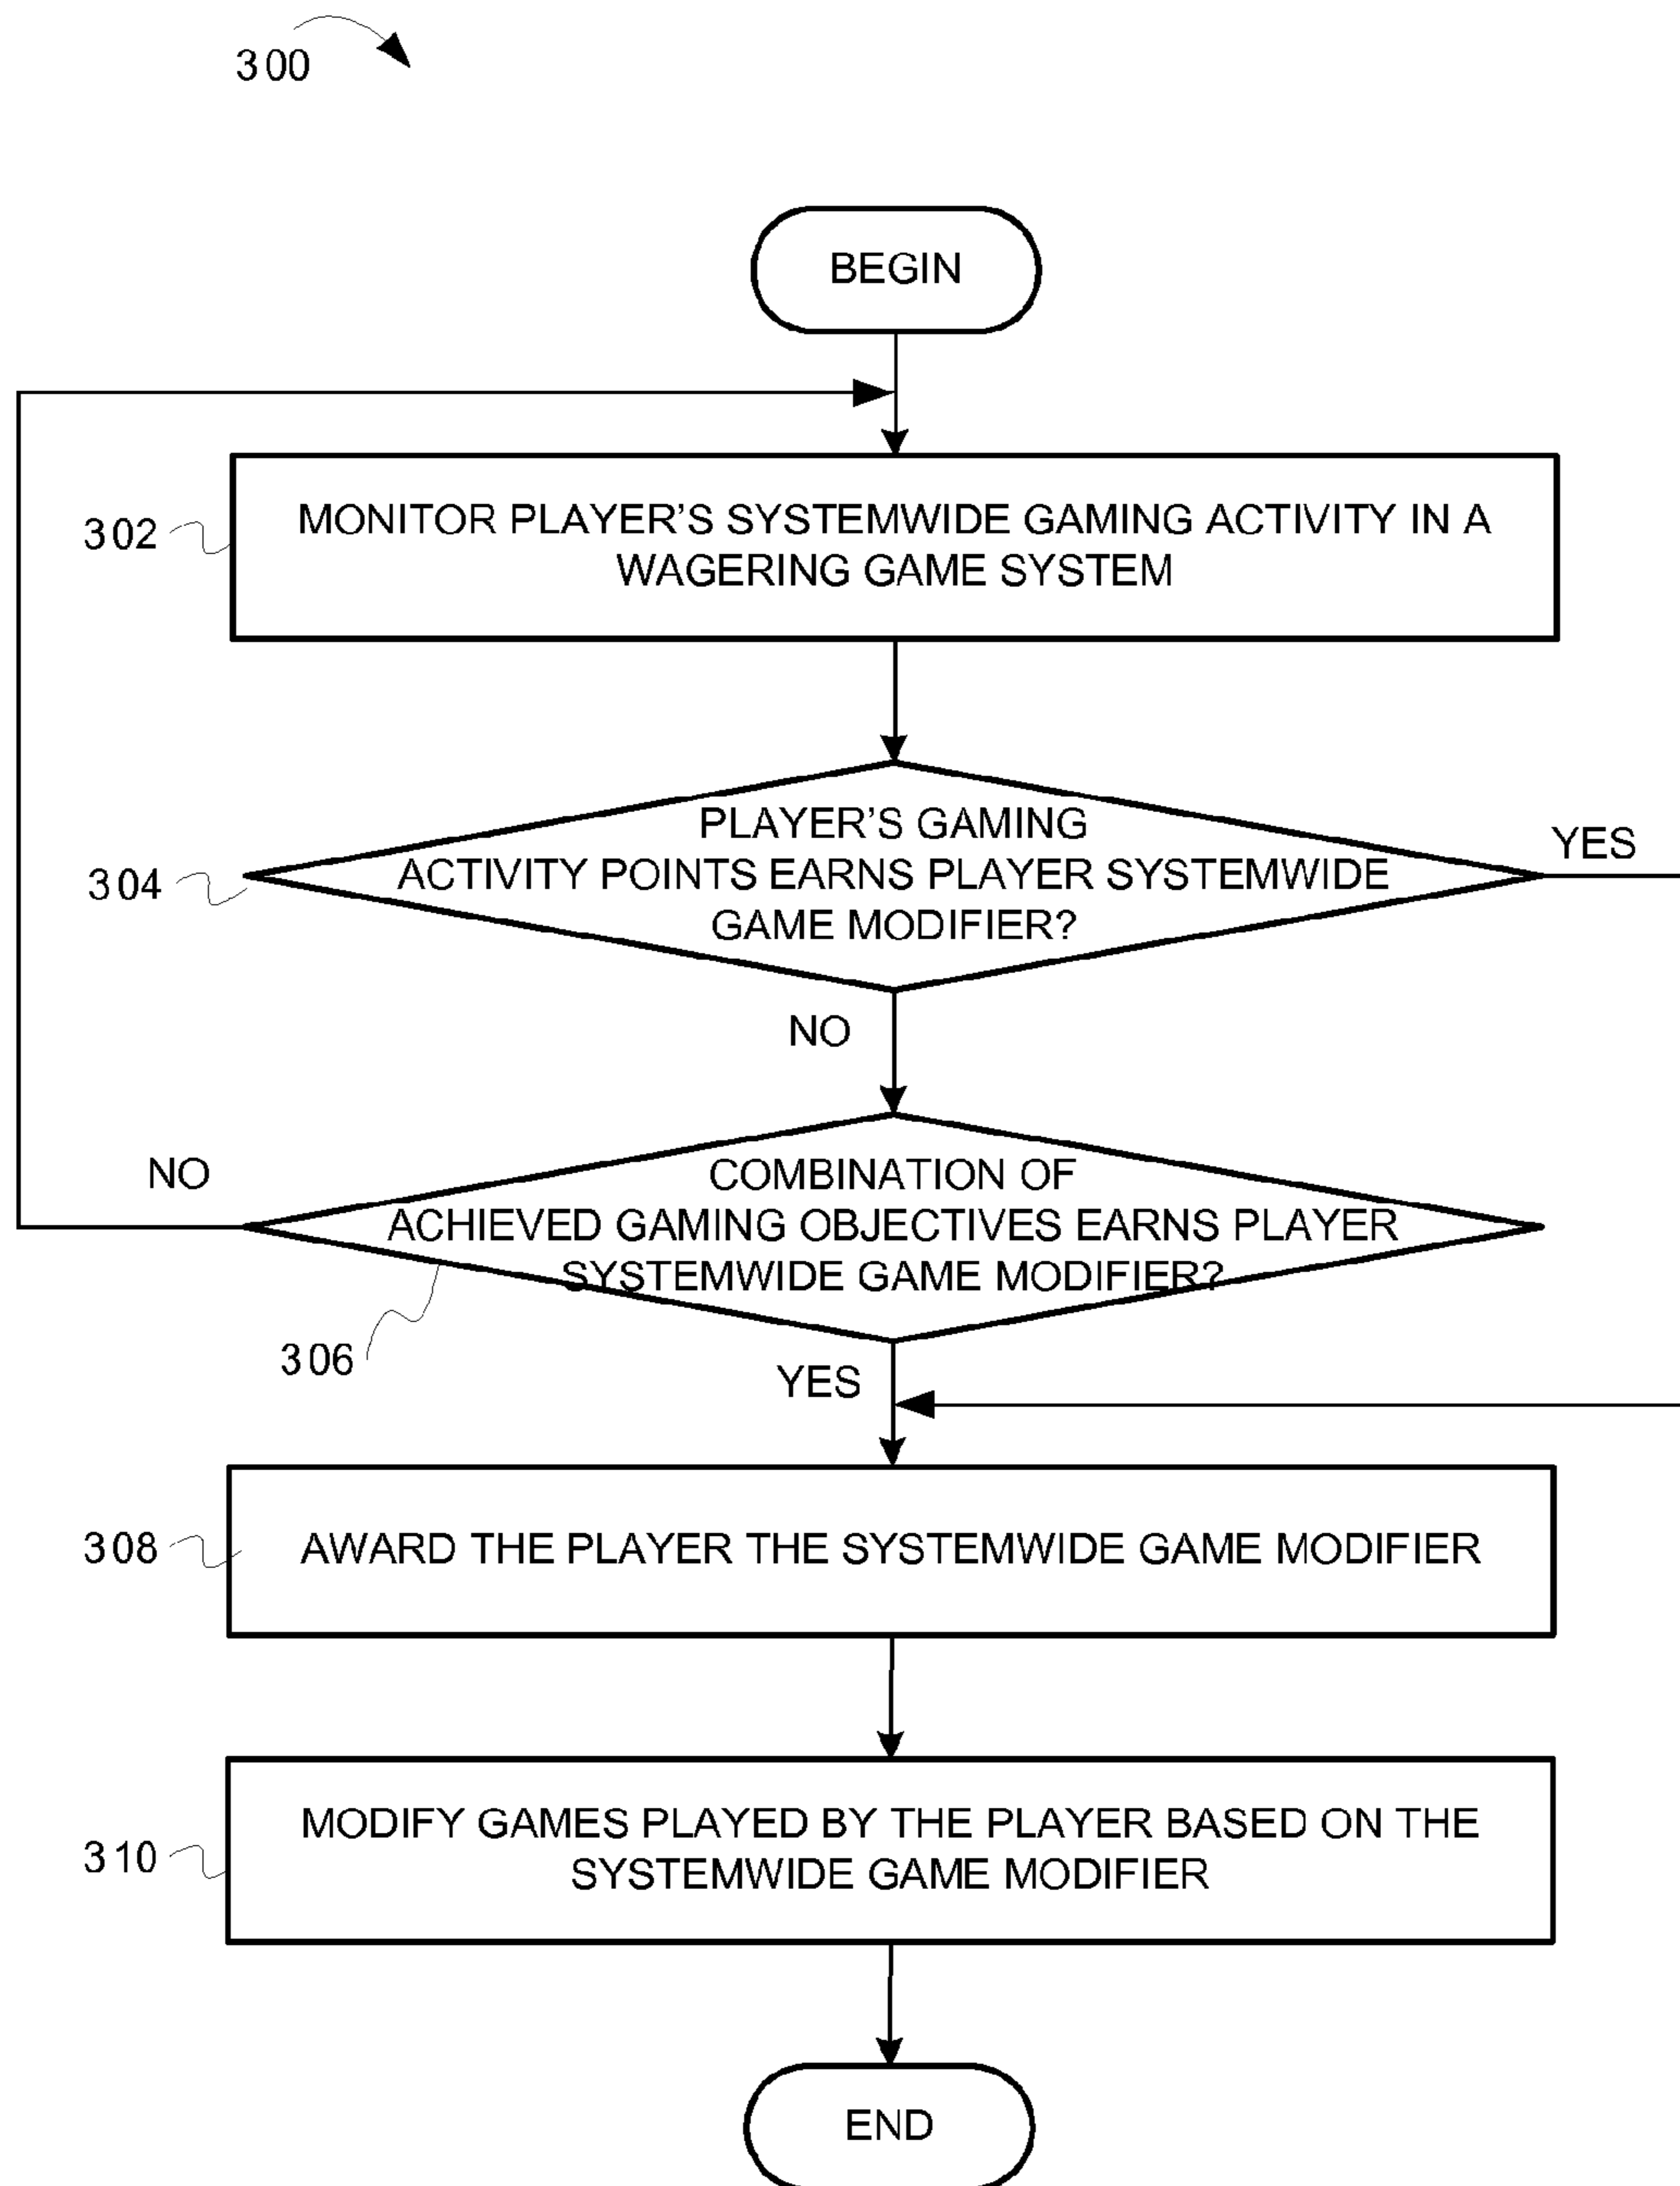 300
BEGIN
302
MONITOR PLAYER’S SYSTEMWIDE GAMING ACTIVITY IN A
WAGERING GAME SYSTEM
304
PLAYER’S GAMING
ACTIVITY POINTS EARNS PLAYER SYSTEMWIDE
GAME MODIFIER?
YES
NO
NO
COMBINATION OF
ACHIEVED GAMING OBJECTIVES EARNS PLAYER
SYSTEMWIDE GAME MODIFIER?
306
YES
308
AWARD THE PLAYER THE SYSTEMWIDE GAME MODIFIER
310
MODIFY GAMES PLAYED BY THE PLAYER BASED ON THE
SYSTEMWIDE GAME MODIFIER
END